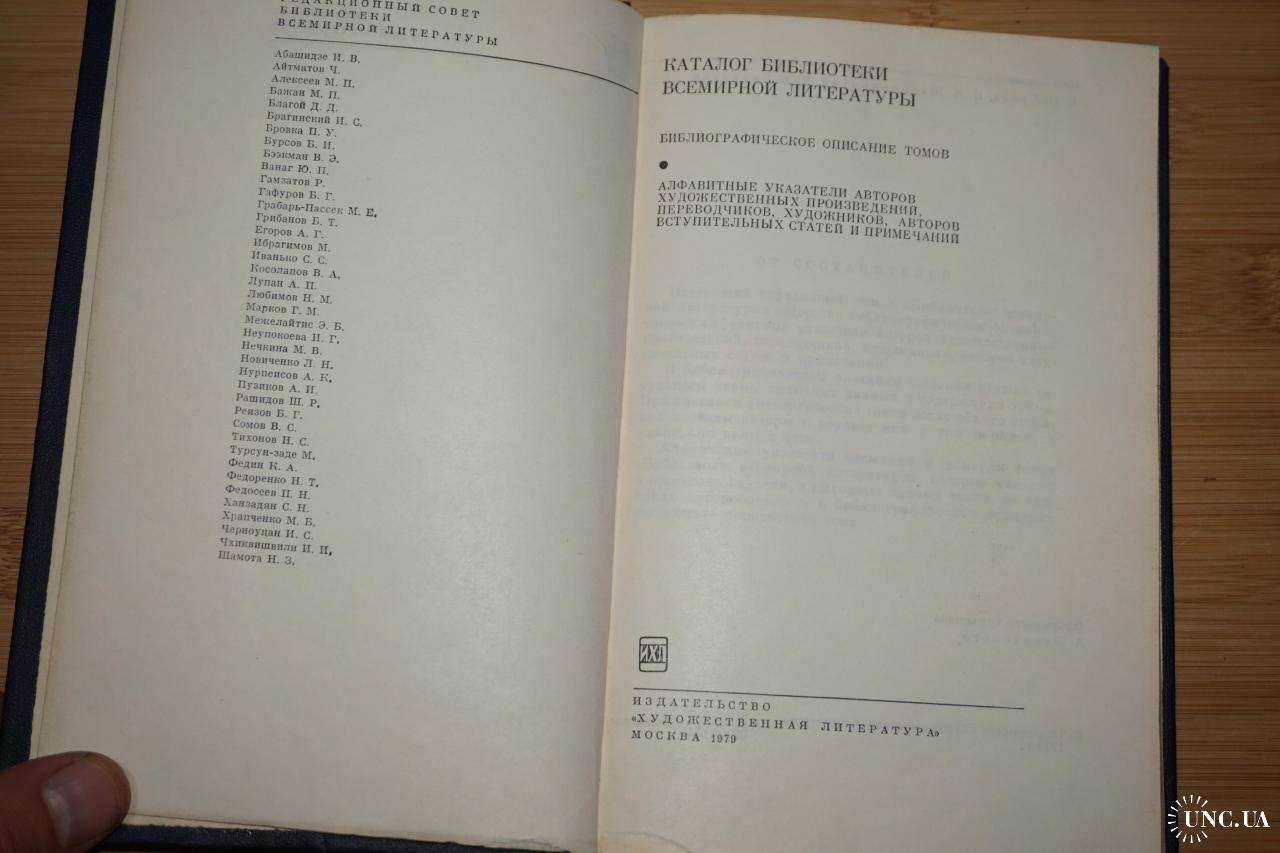 РЕДАКЦИОННЫЙ СОВЕТ
БИБЛИОТЕКИ
ВСЕМИРНОЙ ЛИТЕРАТУРЫ
Абашидзе И. В.
Айтматов Ч.
Алексеев М. П.
Бажан М. П.
Благой Д. Д.
Брагинский И. С.
Бровка П. У.
Бурсов Б. И.
Бээкман В. Э.
Ванаг Ю. П.
Гамзатов Р.
Гафуров Б. Г.
Грабарь-Пассек М. Е.
Грибанов Б. Т.
Егоров А. Г.
Ибрагимов М.
Иванько С. С.
Косолапов В. А.
Лупан А. П.
Любимов Н. М.
Марков Г. М.
Межелайтис Э. Б.
Неупокоева И. Г.
Нечкина М. В.
Новиченко Л. Н.
Нурпеисов А. К.
Пузиков А. И.
Рашидов Ш. Р.
Реизов Б. Г.
Сомов В. С.
Тихонов Н. С.
Турсун-заде М.
Федин К. А.
Федоренко Н. Т.
Федосеев П. Н.
Ханзадян С. Н.
Храпченко М. Б.
Черноуцан И. С.
Чхиквишвили И. И.
Шамота Н. З.
КАТАЛОГ БИБЛИОТЕКИ
ВСЕМИРНОЙ ЛИТЕРАТУРЫ
БИБЛИОГРАФИЧЕСКОЕ ОПИСАНИЕ ТОМОВ
●
АЛФАВИТНЫЕ УКАЗАТЕЛИ АВТОРОВ
ХУДОЖЕСТВЕННЫХ ПРОИЗВЕДЕНИЙ,
ПЕРЕВОДЧИКОВ, ХУДОЖНИКОВ, АВТОРОВ
ВСТУПИТЕЛЬНЫХ СТАТЕЙ И ПРИМЕЧАНИЙ
ИХЛ
ИЗДАТЕЛЬСТВО
«ХУДОЖЕСТВЕННАЯ ЛИТЕРАТУРА»
МОСКВА 1979
UNC.UA